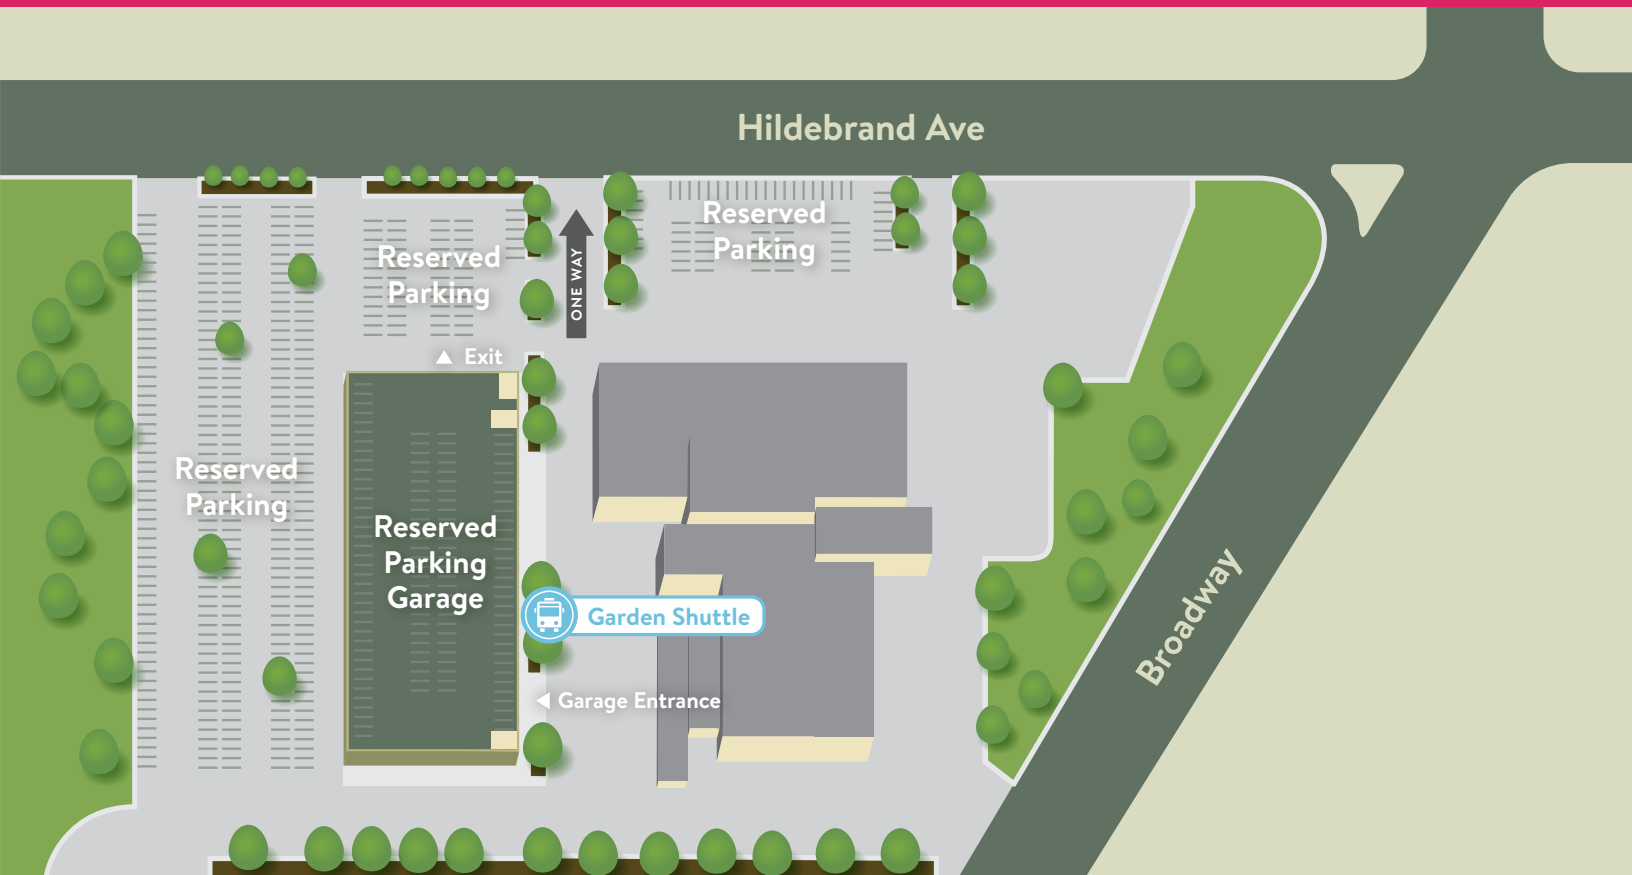 Hildebrand Ave
Reserved
Parking
Reserved
Parking
ONE WAY
Exit
Reserved
Parking
Reserved
Parking
Garage
Garden Shuttle
Garage Entrance
Broadway